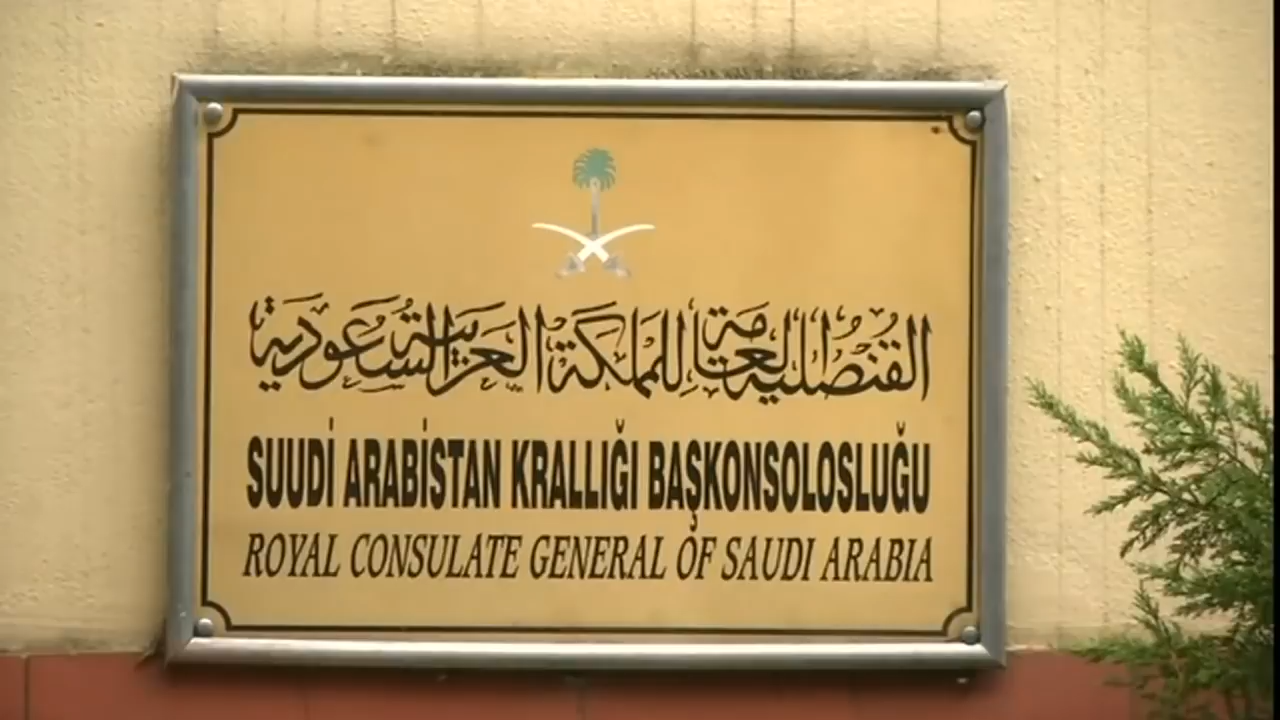 القنصلية العامة للمملكة العربية السعودية
SUUDİ ARABİSTAN KRALLIĞI BAŞKONSOLOSLUĞU
ROYAL CONSULATE GENERAL OF SAUDI ARABIA